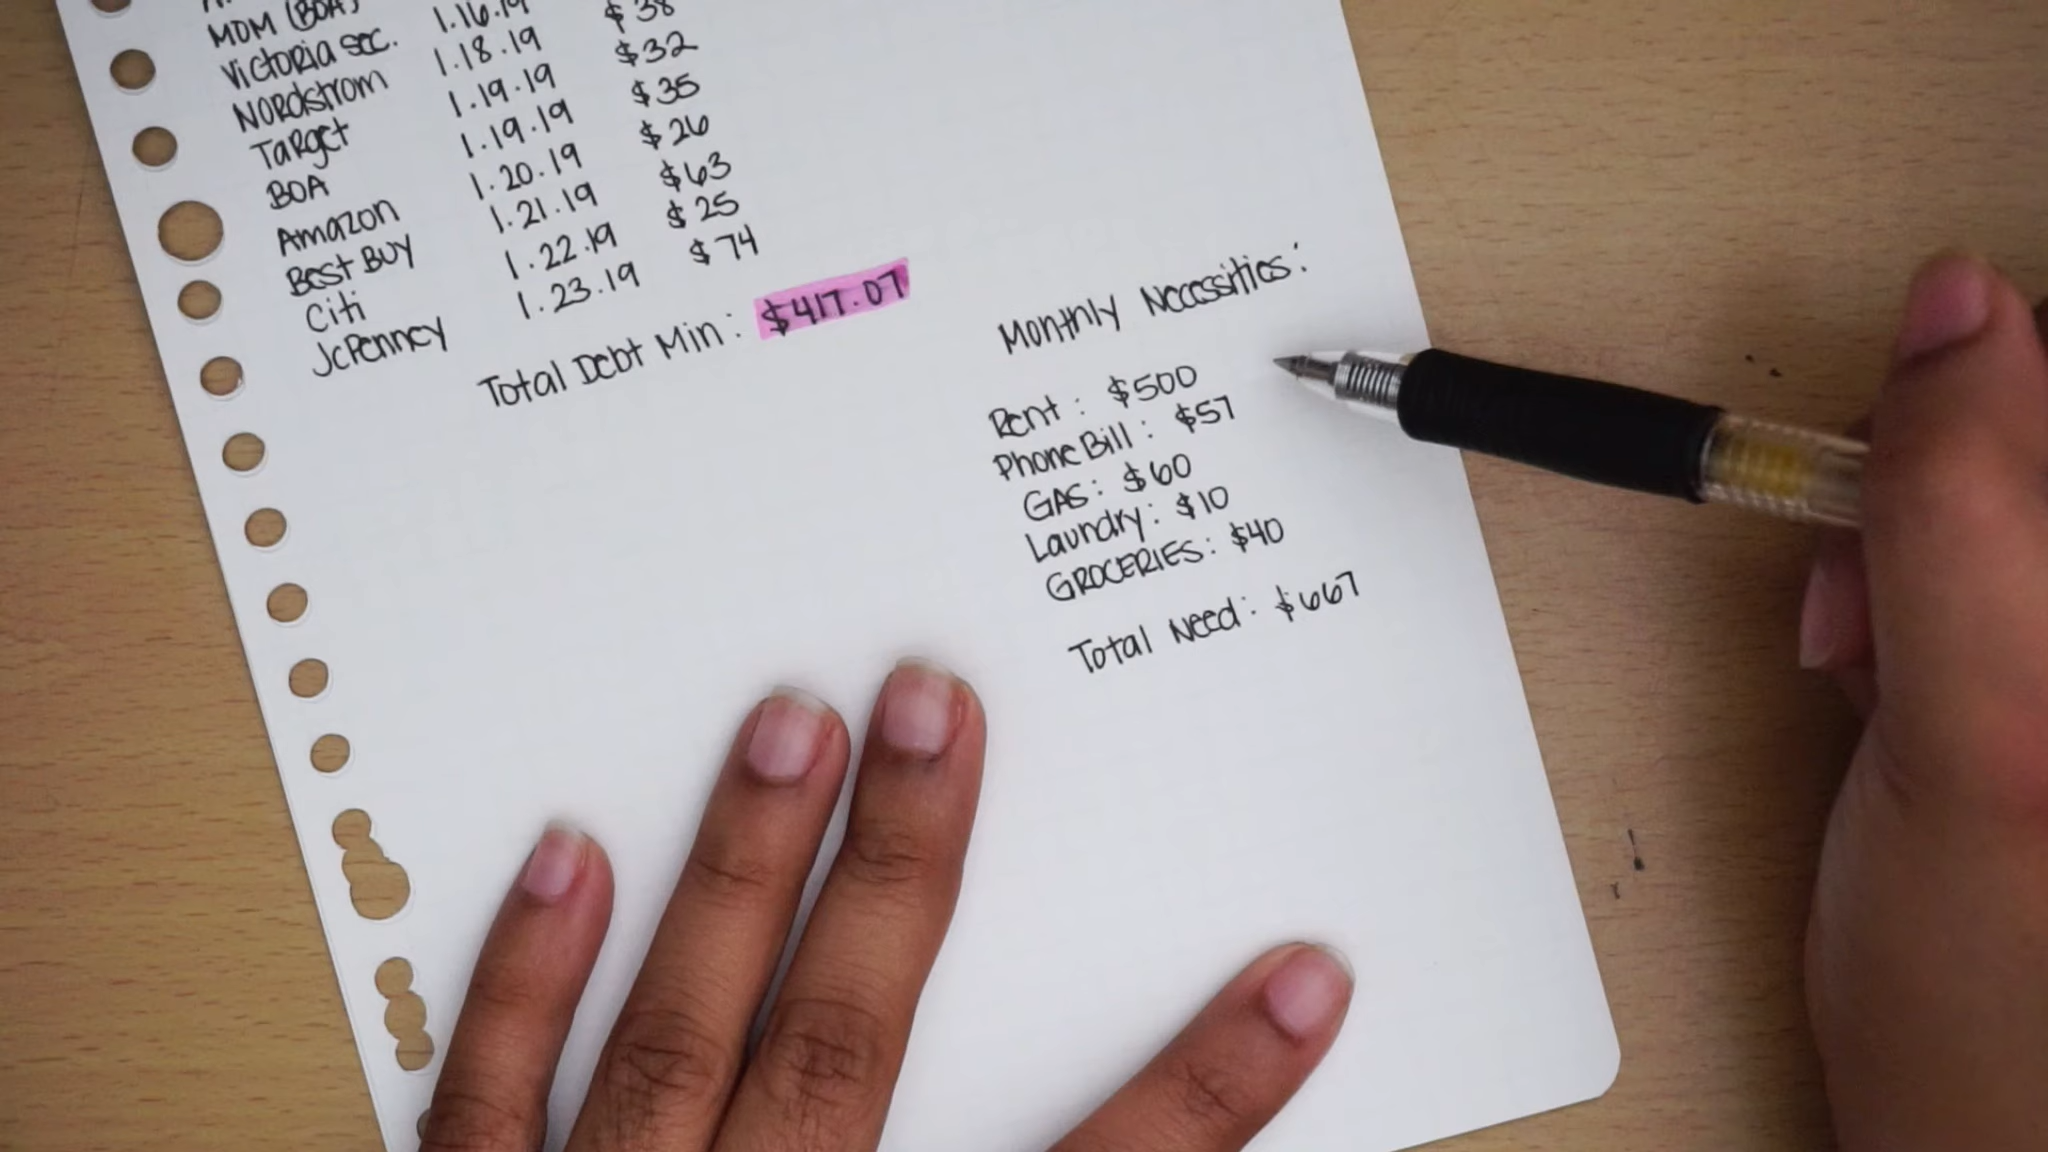 MOM (BOA)
Victoria Sec. 1.16.19
Nordstrom 1.18.19 $38
Target 1.19.19 $32
BOA 1.19.19 $35
Amazon 1.20.19 $26
Best Buy 1.21.19 $63
Citi 1.22.19 $25
JcPenney 1.23.19 $74
Total Debt Min: $417.07
Monthly Necessities:
Rent: $500
Phone Bill: $57
GAS: $60
Laundry: $10
GROCERIES: $40
Total Need: $667